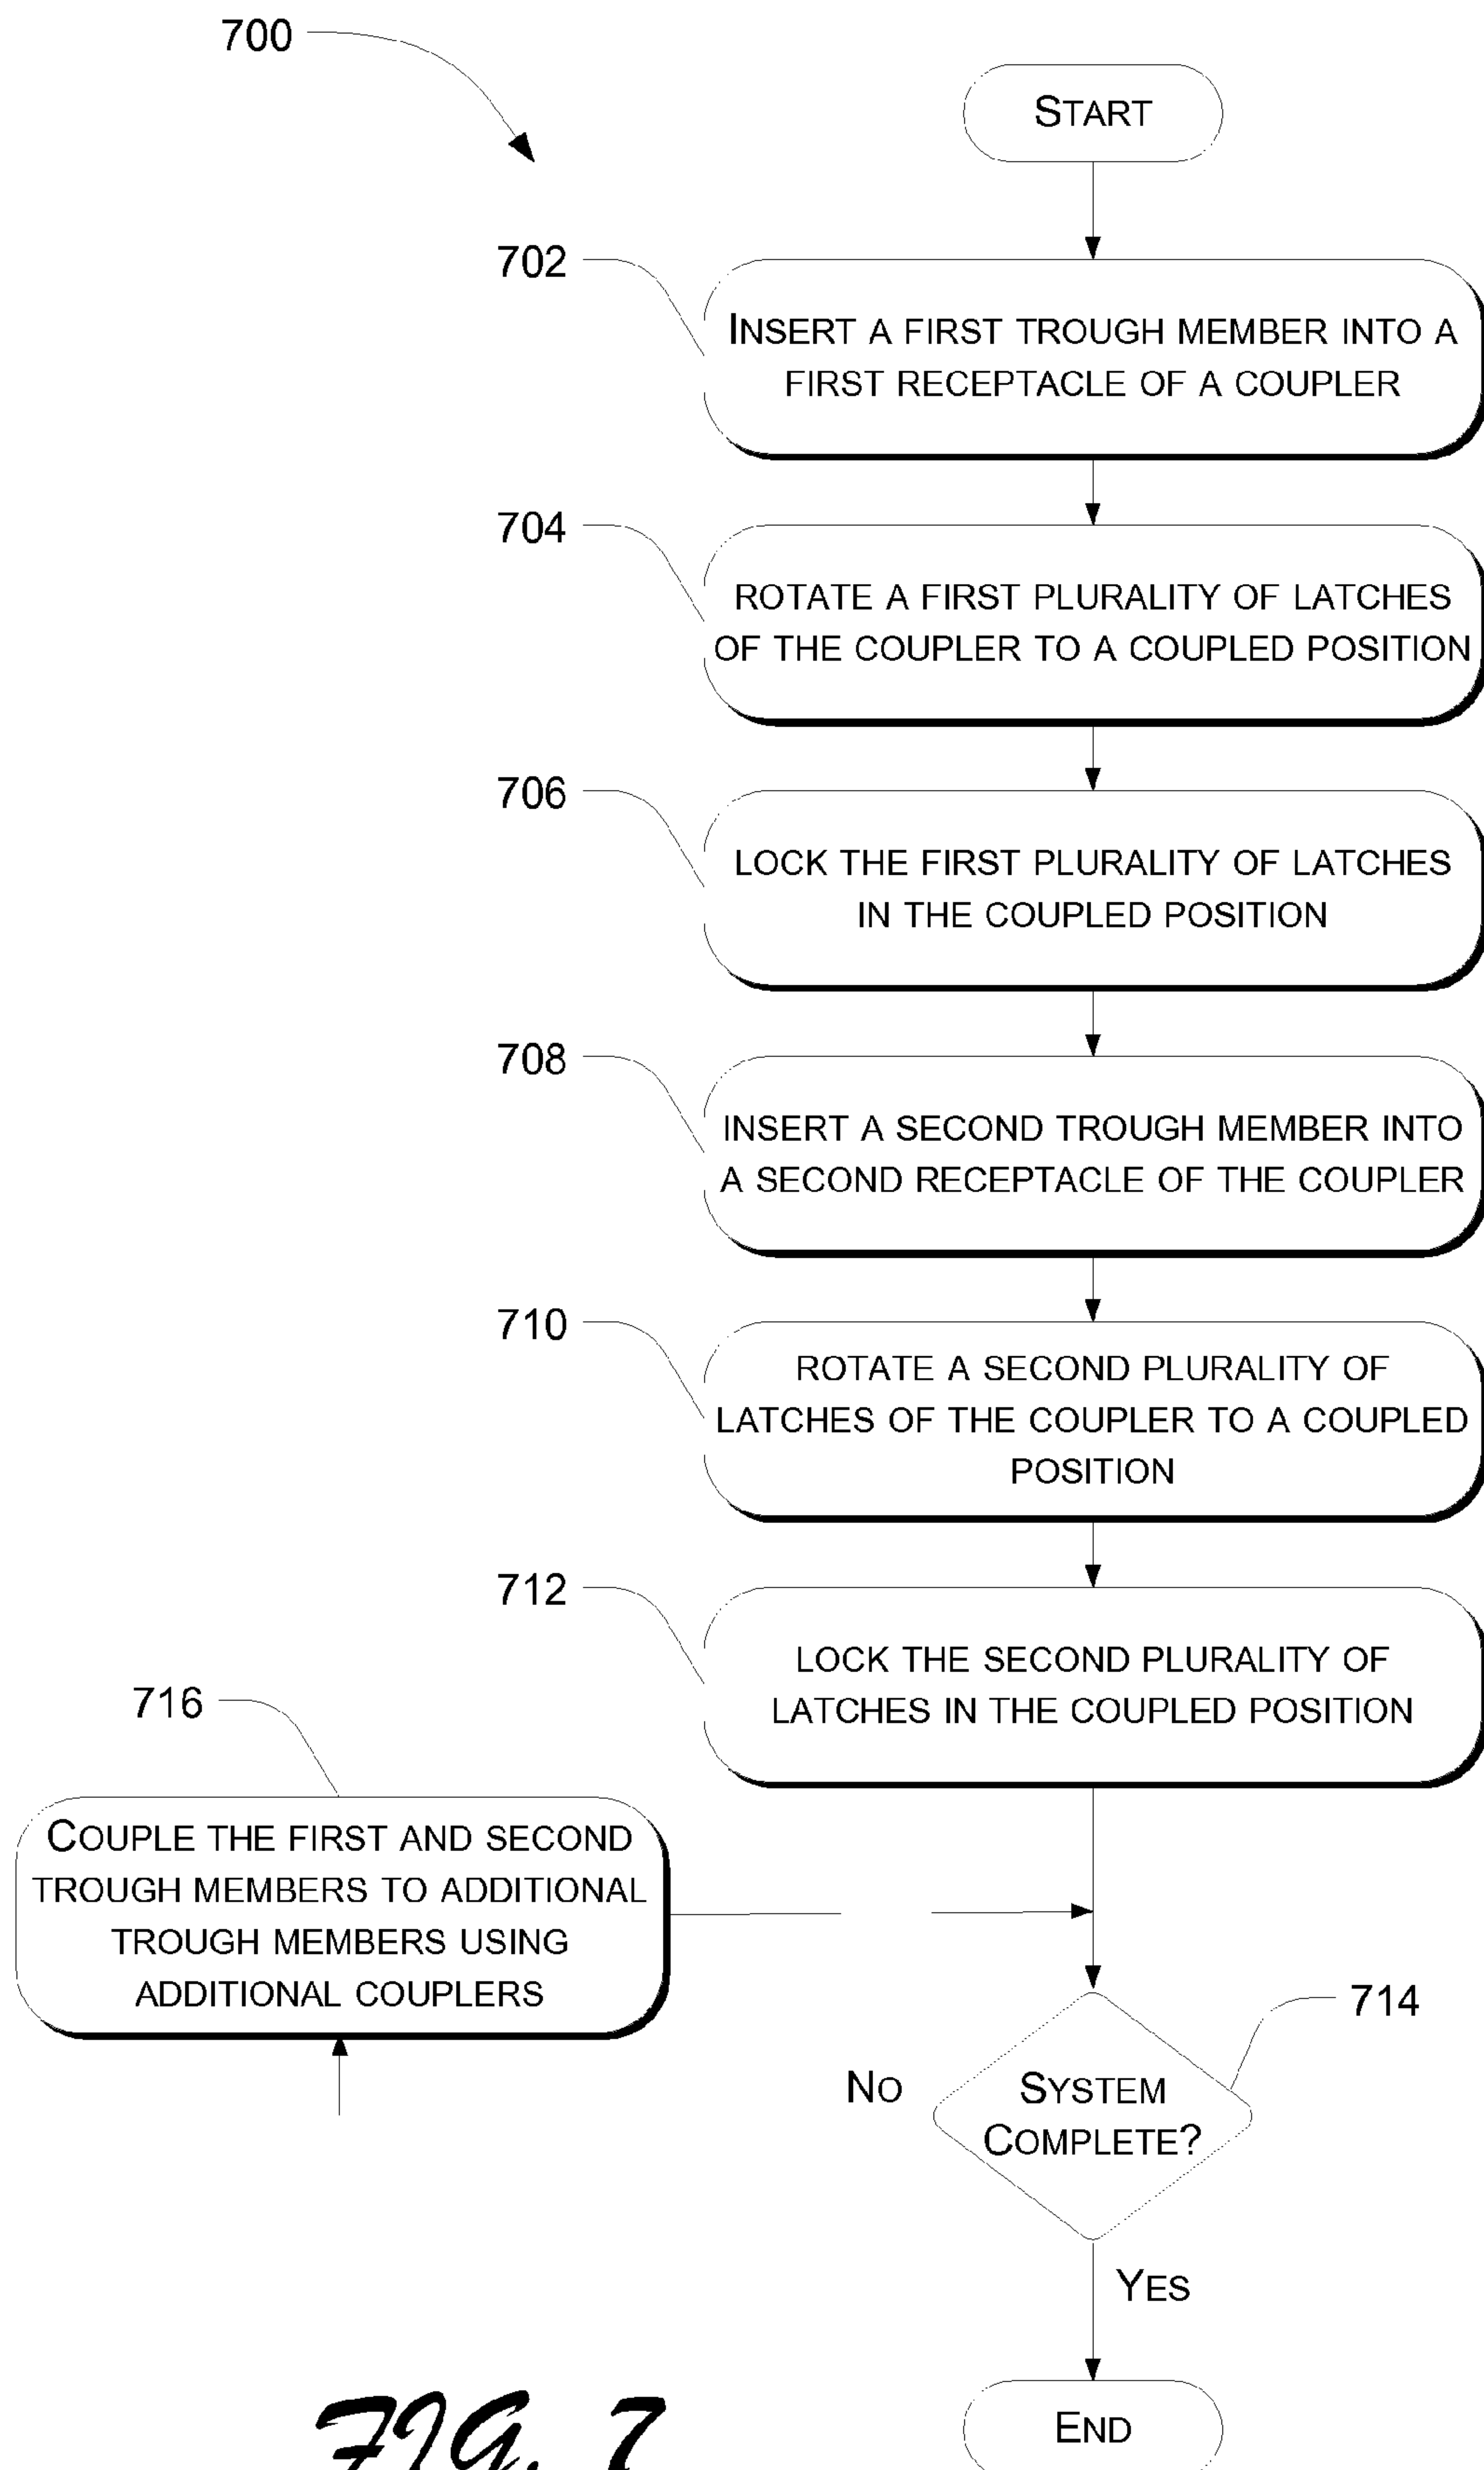 700
START
702
INSERT A FIRST TROUGH MEMBER INTO A
FIRST RECEPTACLE OF A COUPLER
704
ROTATE A FIRST PLURALITY OF LATCHES
OF THE COUPLER TO A COUPLED POSITION
706
LOCK THE FIRST PLURALITY OF LATCHES
IN THE COUPLED POSITION
708
INSERT A SECOND TROUGH MEMBER INTO
A SECOND RECEPTACLE OF THE COUPLER
710
ROTATE A SECOND PLURALITY OF
LATCHES OF THE COUPLER TO A COUPLED
POSITION
712
LOCK THE SECOND PLURALITY OF
LATCHES IN THE COUPLED POSITION
716
COUPLE THE FIRST AND SECOND
TROUGH MEMBERS TO ADDITIONAL
TROUGH MEMBERS USING
ADDITIONAL COUPLERS
714
NO
SYSTEM
COMPLETE?
YES
END
FIG. 7